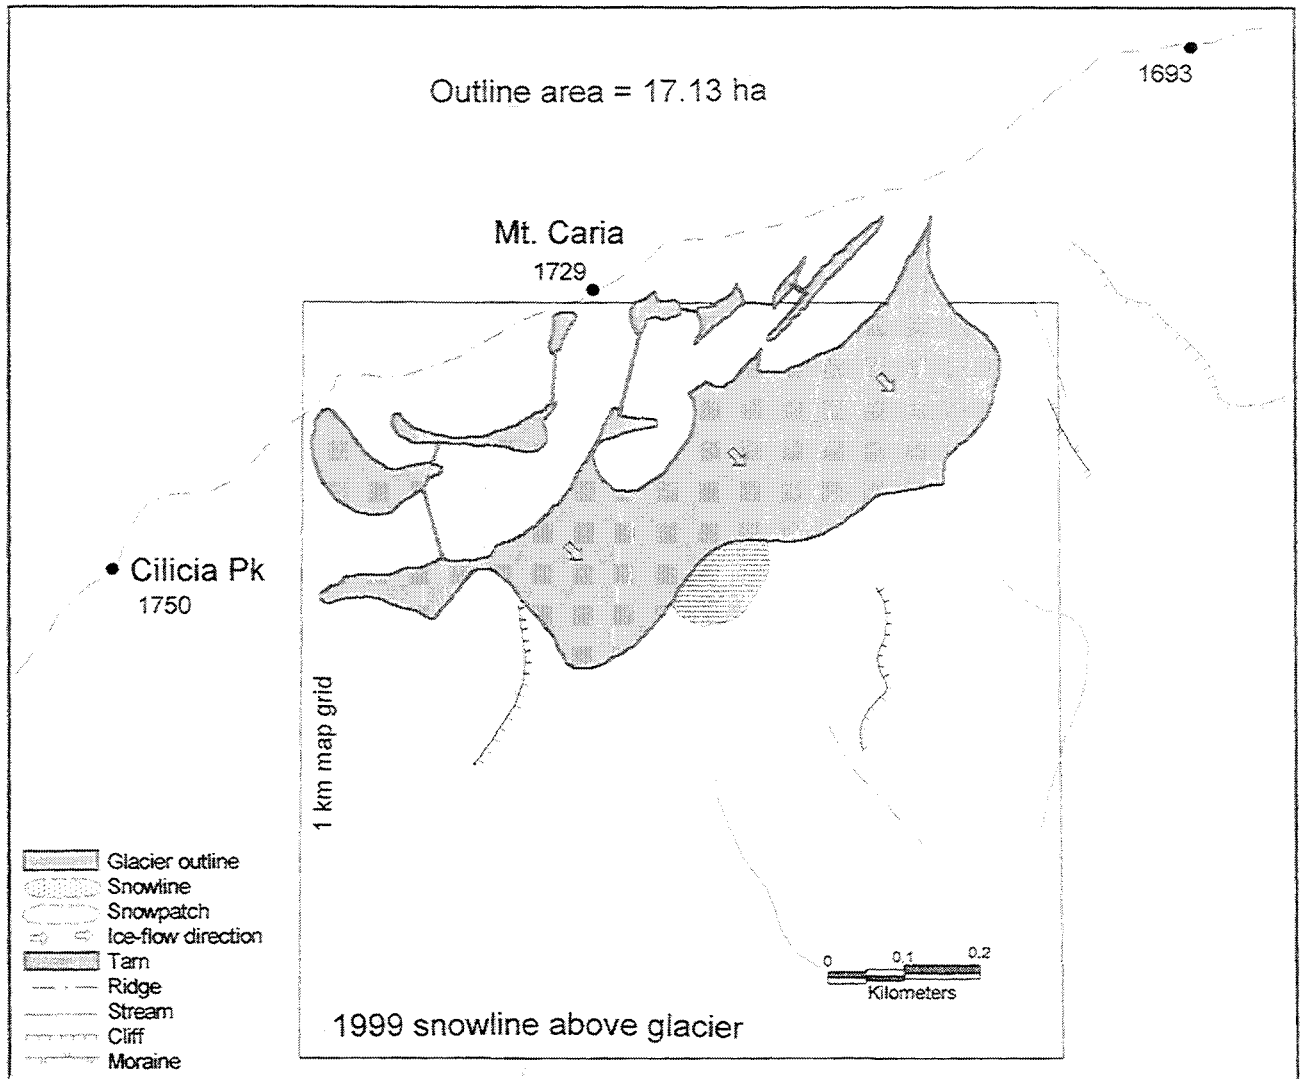 1693
Outline area = 17.13 ha
Mt. Caria
1729
Cilicia Pk
1750
1 km map grid
Glacier outline
Snowline
Snowpatch
Ice-flow direction
Tarn
Ridge
Stream
Cliff
Moraine
0 0.1 0.2
Kilometers
1999 snowline above glacier